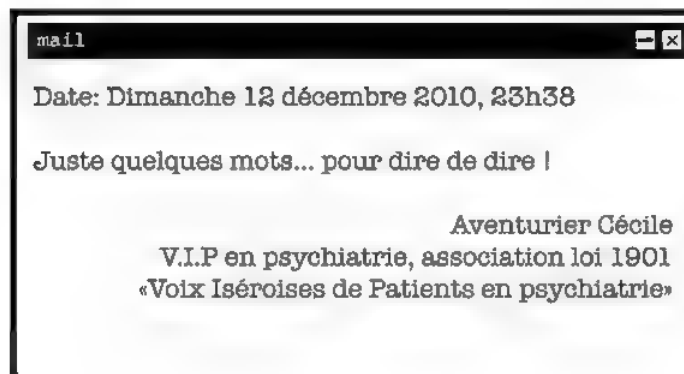 mail
Date: Dimanche 12 décembre 2010, 23h38
Juste quelques mots... pour dire de dire !
Aventurier Cécile
V.I.P en psychiatrie, association loi 1901
«Voix Iséroises de Patients en psychiatrie»